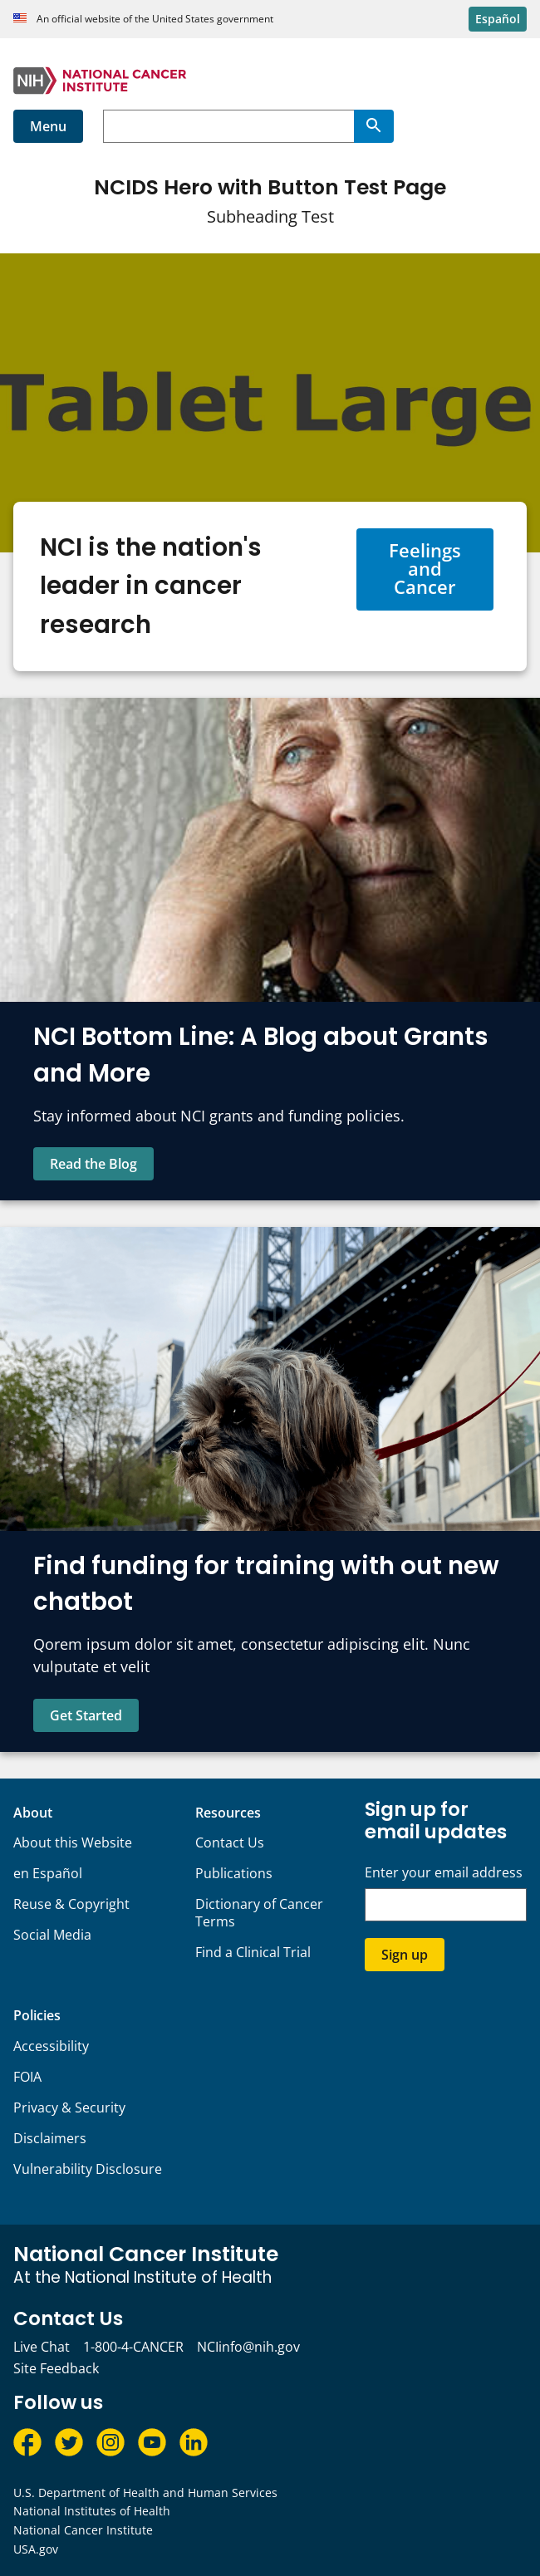 An official website of the United States government
Español
NIH NATIONAL CANCER
INSTITUTE
Menu
NCIDS Hero with Button Test Page
Subheading Test
Tablet Large
NCI is the nation's
leader in cancer
research
Feelings
and
Cancer
NCI Bottom Line: A Blog about Grants
and More
Stay informed about NCI grants and funding policies.
Read the Blog
Find funding for training with out new
chatbot
Qorem ipsum dolor sit amet, consectetur adipiscing elit. Nunc
vulputate et velit
Get Started
About
About this Website
en Español
Reuse & Copyright
Social Media
Resources
Contact Us
Publications
Dictionary of Cancer
Terms
Find a Clinical Trial
Sign up for
email updates
Enter your email address
Sign up
Policies
Accessibility
FOIA
Privacy & Security
Disclaimers
Vulnerability Disclosure
National Cancer Institute
At the National Institute of Health
Contact Us
Live Chat 1-800-4-CANCER NCIinfo@nih.gov
Site Feedback
Follow us
U.S. Department of Health and Human Services
National Institutes of Health
National Cancer Institute
USA.gov